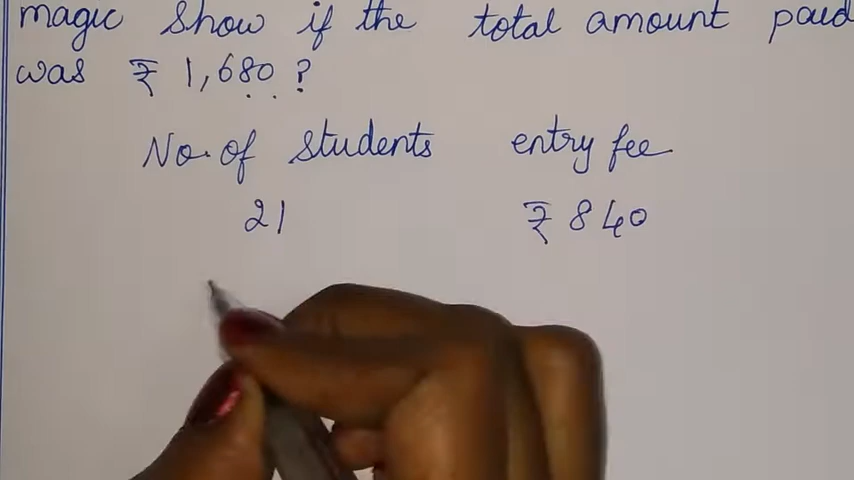 magic show if the total amount paid
was ₹ 1,680 ?
No. of students entry fee
21 ₹ 840